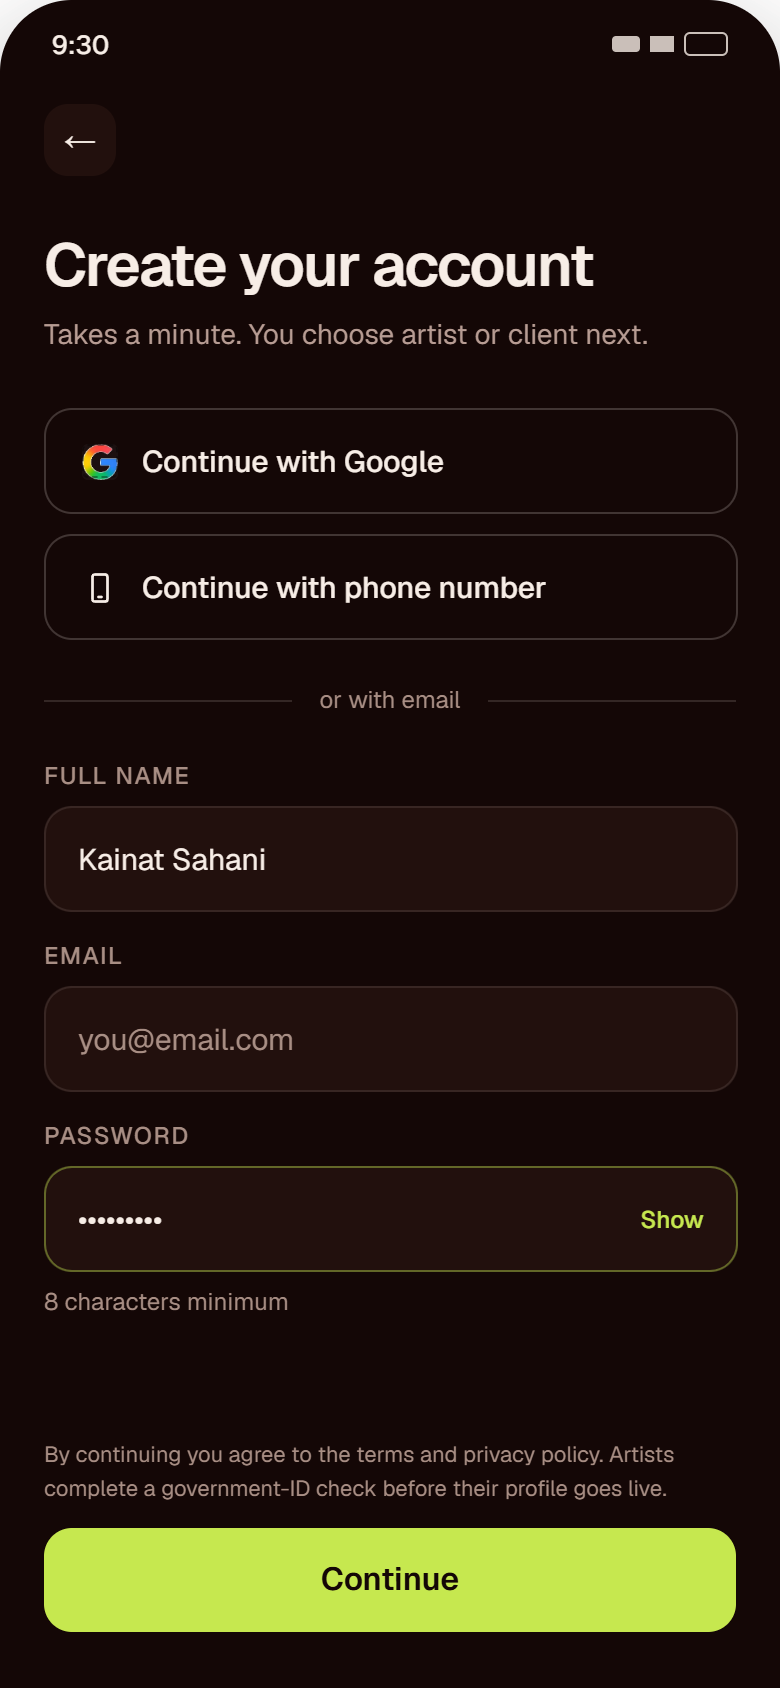 9:30
←
Create your account
Takes a minute. You choose artist or client next.
Continue with Google
Continue with phone number
or with email
FULL NAME
Kainat Sahani
EMAIL
you@email.com
PASSWORD
•••••••••
Show
8 characters minimum
By continuing you agree to the terms and privacy policy. Artists
complete a government-ID check before their profile goes live.
Continue